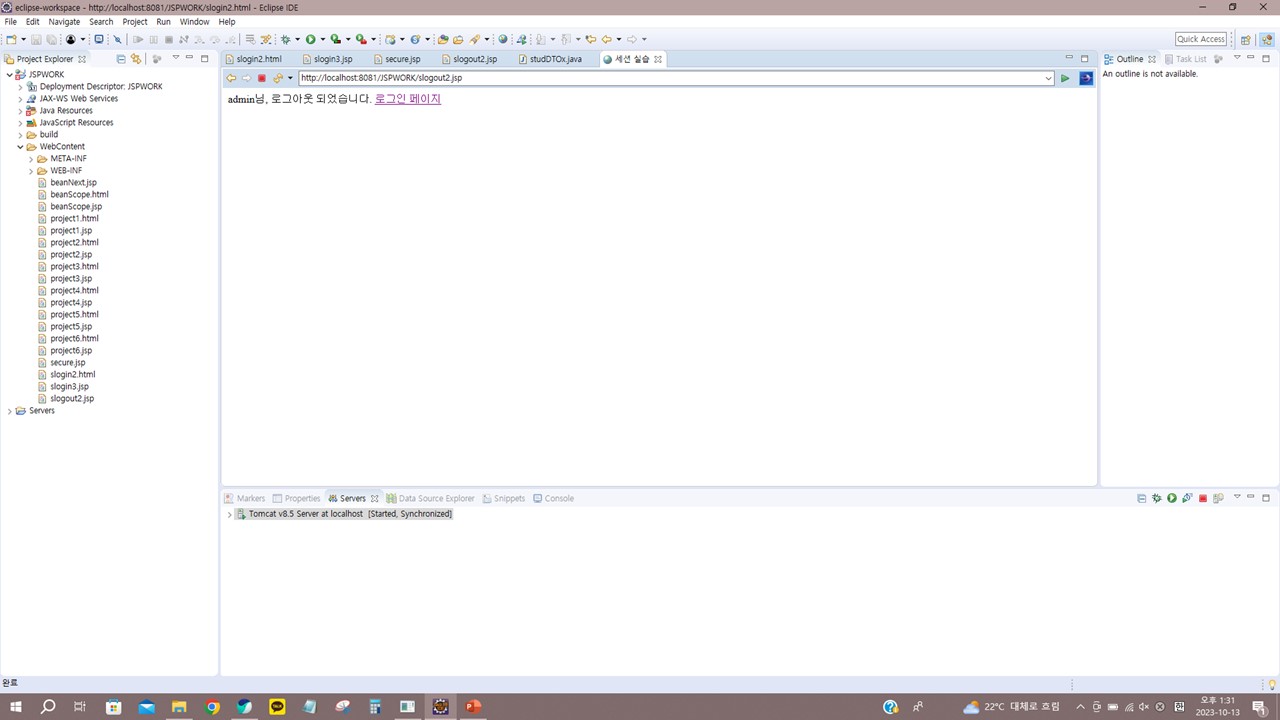 eclipse-workspace - http://localhost:8081/JSPWORK/slogin2.html - Eclipse IDE
File Edit Navigate Search Project Run Window Help
Quick Access
Project Explorer
JSPWORK
Deployment Descriptor: JSPWORK
JAX-WS Web Services
Java Resources
JavaScript Resources
build
WebContent
META-INF
WEB-INF
beanNext.jsp
beanScope.html
beanScope.jsp
project1.html
project1.jsp
project2.html
project2.jsp
project3.html
project3.jsp
project4.html
project4.jsp
project5.html
project5.jsp
project6.html
project6.jsp
secure.jsp
slogin2.html
slogin3.jsp
slogout2.jsp
Servers
slogin2.html slogin3.jsp secure.jsp slogout2.jsp studDTOx.java 세션 실습
http://localhost:8081/JSPWORK/slogout2.jsp
admin닝, 로그아웃 되었습니다. 로그인 페이지
Outline Task List
An outline is not available.
Markers Properties Servers Data Source Explorer Snippets Console
Tomcat v8.5 Server at localhost [Started, Synchronized]
완료
TALK
22°C 대체로 흐림
오후 1:31
2023-10-13